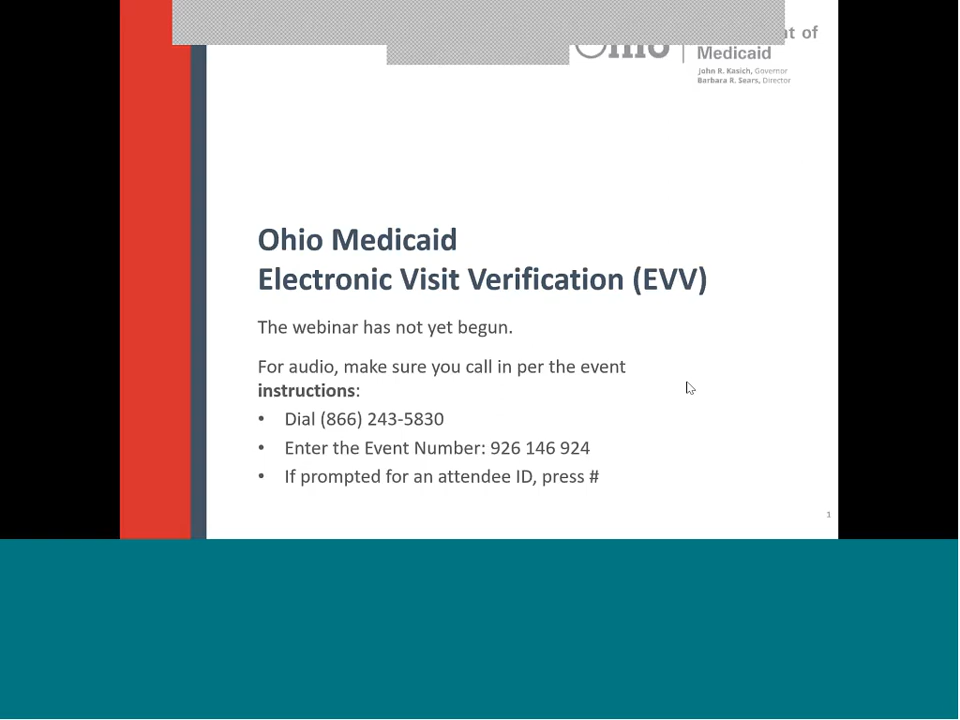 Medicaid
John R. Kasich, Governor
Barbara R. Sears, Director
Ohio Medicaid
Electronic Visit Verification (EVV)
The webinar has not yet begun.
For audio, make sure you call in per the event
instructions:
• Dial (866) 243-5830
• Enter the Event Number: 926 146 924
• If prompted for an attendee ID, press #
1